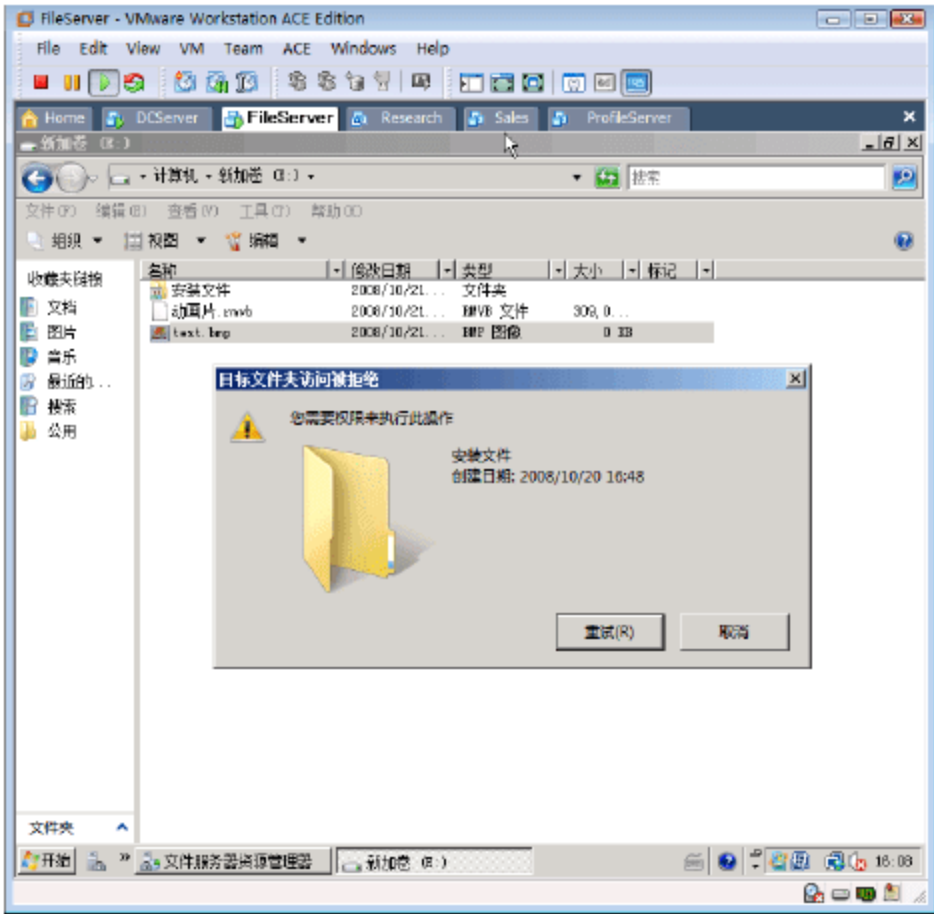 FileServer - VMware Workstation ACE Edition
File Edit View VM Team ACE Windows Help
Home DCServer FileServer Research Sales ProfileServer
新加卷 (E:)
计算机 新加卷 (E:) 搜索
文件(F) 编辑(E) 查看(V) 工具(T) 帮助(H)
组织 视图 编辑
收藏夹链接
文档
图片
音乐
最近的...
搜索
公用
名称 修改日期 类型 大小 标记
安装文件 2008/10/21... 文件夹
动画片.rmvb 2008/10/21... RMVB 文件 309,0...
text.bmp 2008/10/21... BMP 图像 0 KB
目标文件夹访问被拒绝
您需要权限来执行此操作
安装文件
创建日期: 2008/10/20 16:48
重试(R) 取消
文件夹
开始 » 文件服务器资源管理器 新加卷 (E:) 16:08